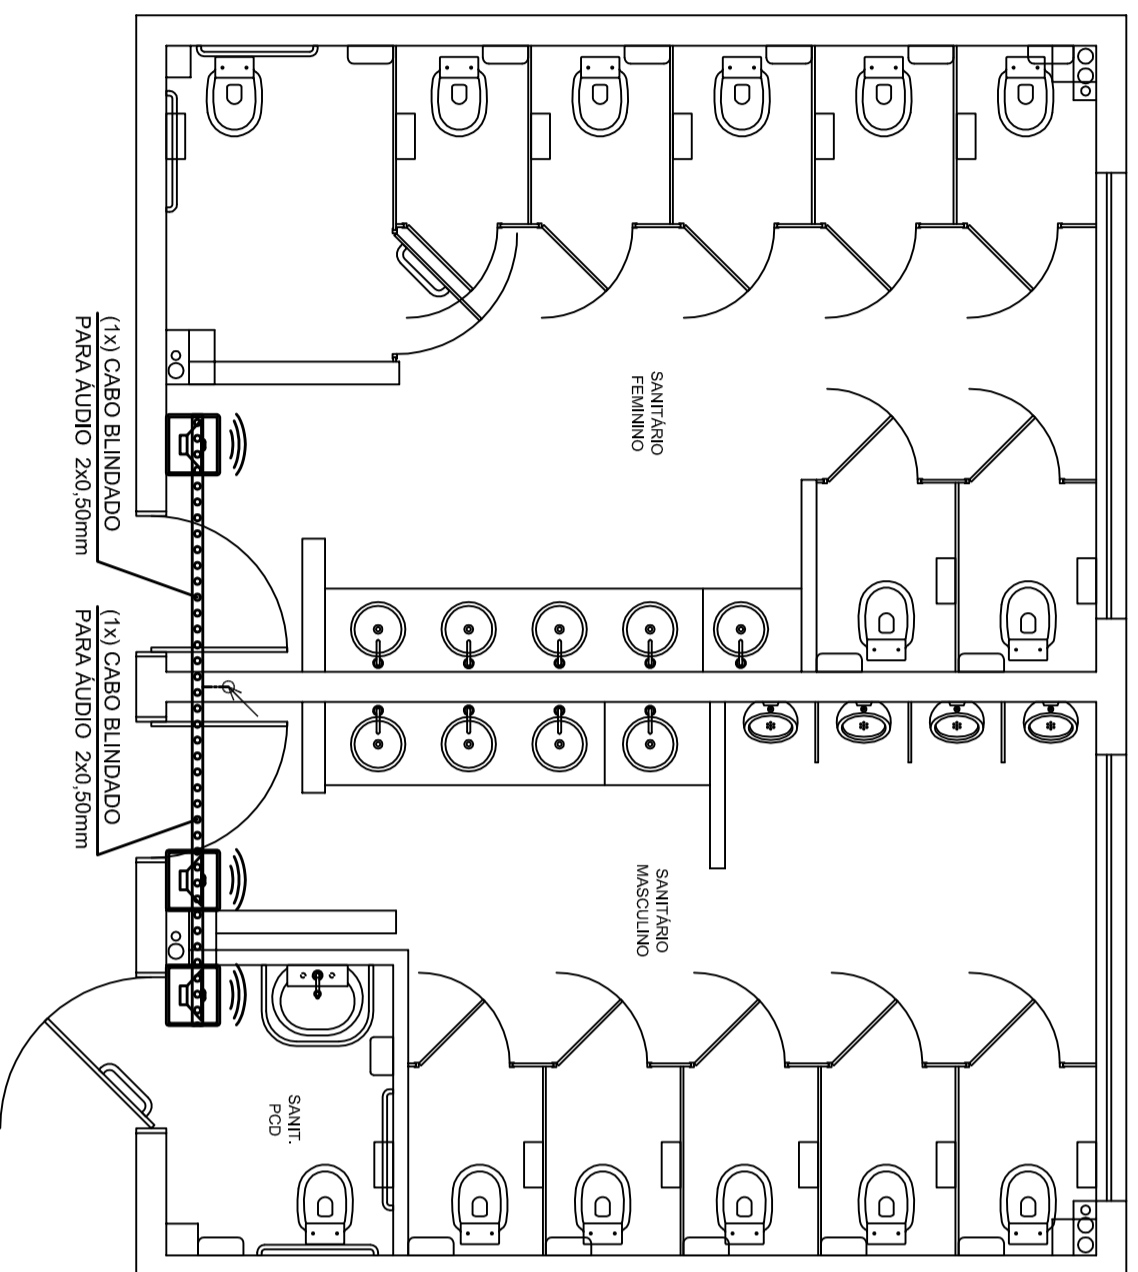 (1x) CABO BLINDADO
PARA ÁUDIO 2x0,50mm
(1x) CABO BLINDADO
PARA ÁUDIO 2x0,50mm
SANITÁRIO
FEMININO
SANITÁRIO
MASCULINO
SANIT.
PCD